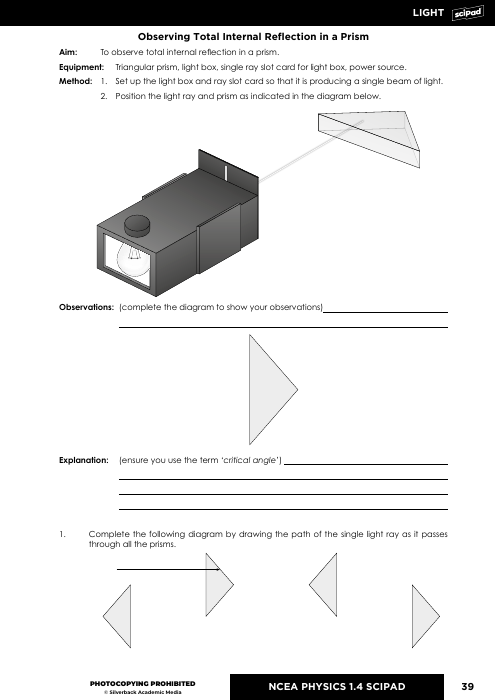 LIGHT scipad
Observing Total Internal Reflection in a Prism
Aim: To observe total internal reflection in a prism.
Equipment: Triangular prism, light box, single ray slot card for light box, power source.
Method: 1. Set up the light box and ray slot card so that it is producing a single beam of light.
2. Position the light ray and prism as indicated in the diagram below.
Observations: (complete the diagram to show your observations)
Explanation: (ensure you use the term ‘critical angle’)
1. Complete the following diagram by drawing the path of the single light ray as it passes
through all the prisms.
PHOTOCOPYING PROHIBITED
© Silverback Academic Media
NCEA PHYSICS 1.4 SCIPAD 39